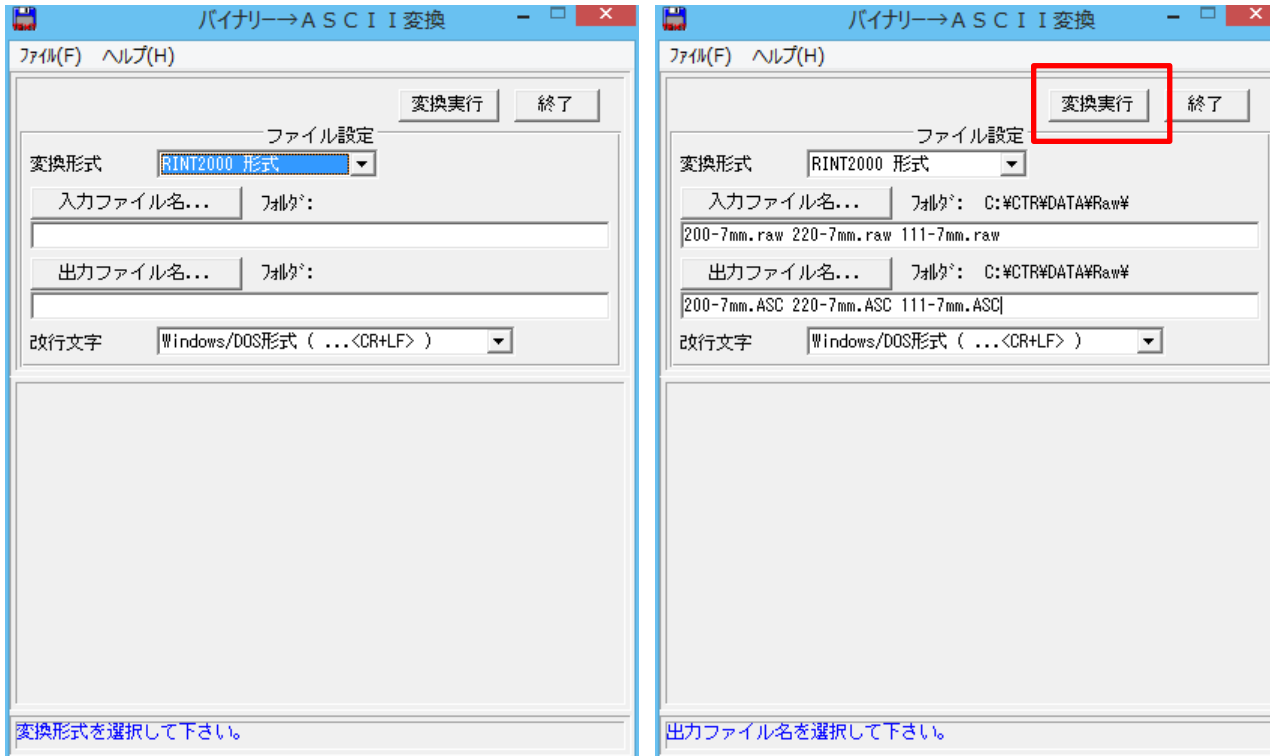 バイナリー→ＡＳＣＩＩ変換
ﾌｧｲﾙ(F) ヘルプ(H)
変換実行 終了
ファイル設定
変換形式 RINT2000 形式
入力ファイル名... ﾌｫﾙﾀﾞ:
出力ファイル名... ﾌｫﾙﾀﾞ:
改行文字 Windows/DOS形式 ( ...<CR+LF> )
変換形式を選択して下さい。
バイナリー→ＡＳＣＩＩ変換
ﾌｧｲﾙ(F) ヘルプ(H)
変換実行 終了
ファイル設定
変換形式 RINT2000 形式
入力ファイル名... ﾌｫﾙﾀﾞ: C:¥CTR¥DATA¥Raw¥
200-7mm.raw 220-7mm.raw 111-7mm.raw
出力ファイル名... ﾌｫﾙﾀﾞ: C:¥CTR¥DATA¥Raw¥
200-7mm.ASC 220-7mm.ASC 111-7mm.ASC
改行文字 Windows/DOS形式 ( ...<CR+LF> )
出力ファイル名を選択して下さい。